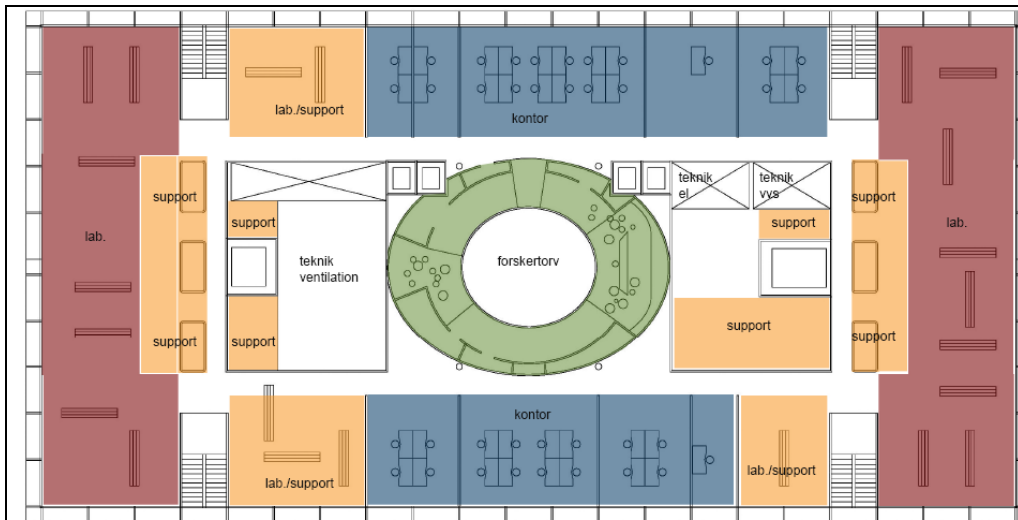 lab./support
kontor
teknik
el
teknik
vvs
support
support
support
support
lab.
lab.
teknik
ventilation
forskertorv
support
support
support
support
support
kontor
lab./support
lab./support